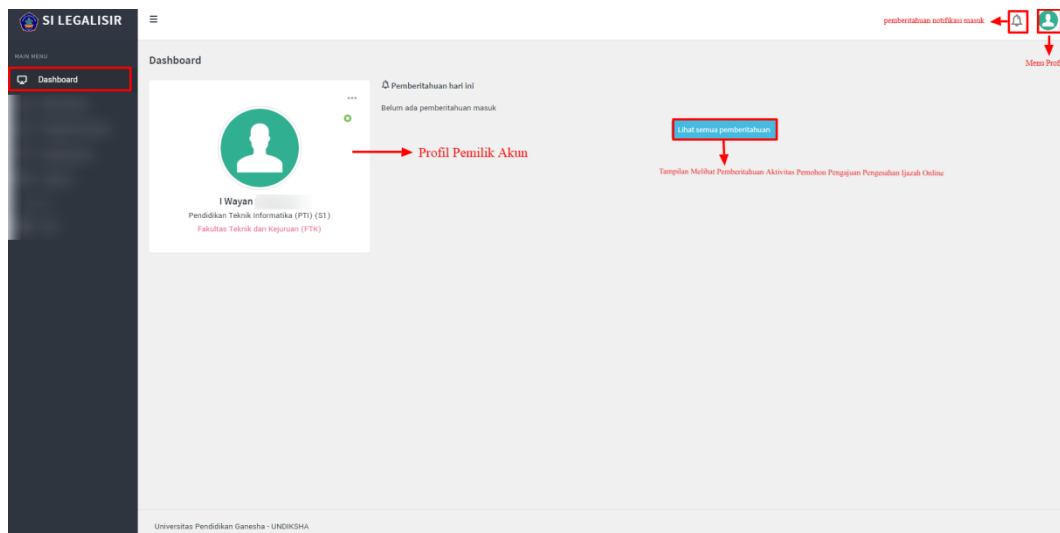 SI LEGALISIR
pemberitahuan notifikasi masuk
MAIN MENU
Dashboard
Menu Prof
Dashboard
Pemberitahuan hari ini
Belum ada pemberitahuan masuk
Lihat semua pemberitahuan
Profil Pemilik Akun
Tampilan Melihat Pemberitahuan Aktivitas Pemohon Pengajuan Pengesahan Ijazah Online
I Wayan
Pendidikan Teknik Informatika (PTI) (S1)
Fakultas Teknik dan Kejuruan (FTK)
Universitas Pendidikan Ganesha - UNDIKSHA